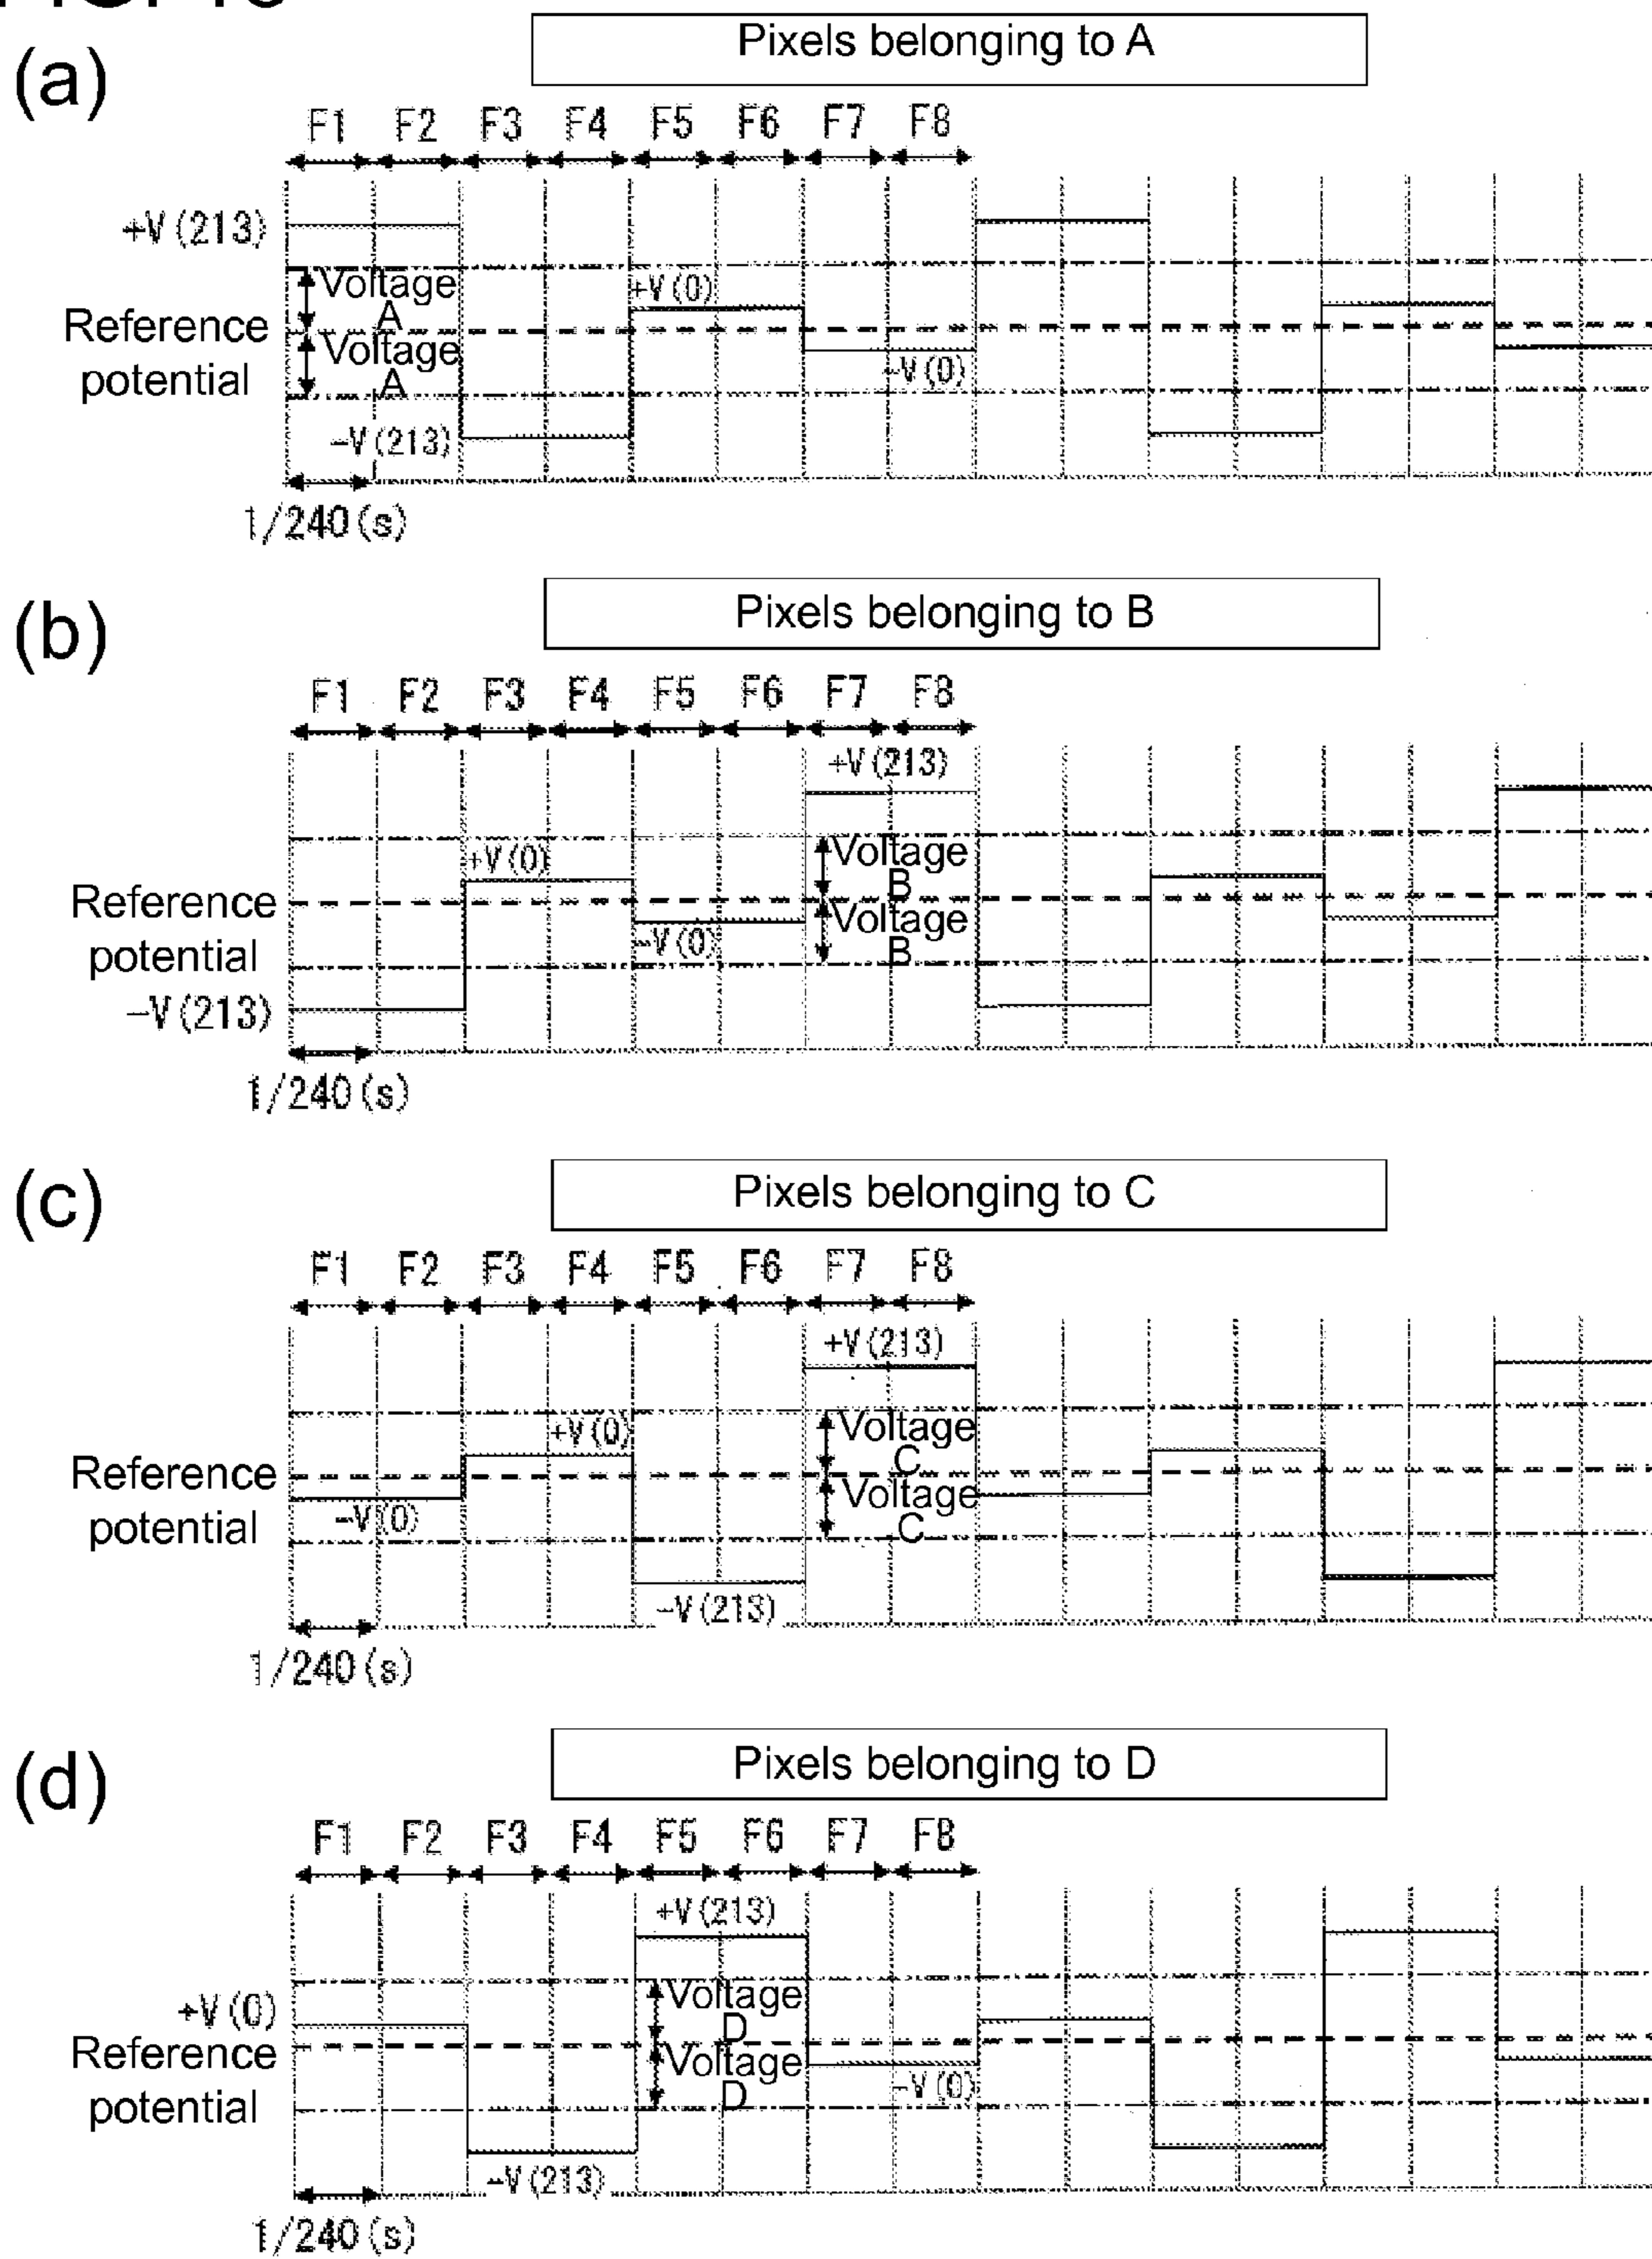 Pixels belonging to A
(a)
F1 F2 F3 F4 F5 F6 F7 F8
+V(213)
Voltage
A
+V(0)
Reference
potential
Voltage
A
-V(0)
-V(213)
1/240(s)
Pixels belonging to B
(b)
F1 F2 F3 F4 F5 F6 F7 F8
+V(213)
+V(0)
Voltage
B
Reference
potential
Voltage
B
-V(0)
-V(213)
1/240(s)
Pixels belonging to C
(c)
F1 F2 F3 F4 F5 F6 F7 F8
+V(213)
+V(0)
Voltage
C
Reference
potential
Voltage
C
-V(0)
-V(213)
1/240(s)
Pixels belonging to D
(d)
F1 F2 F3 F4 F5 F6 F7 F8
+V(213)
+V(0)
Voltage
D
Reference
potential
Voltage
D
-V(0)
-V(213)
1/240(s)